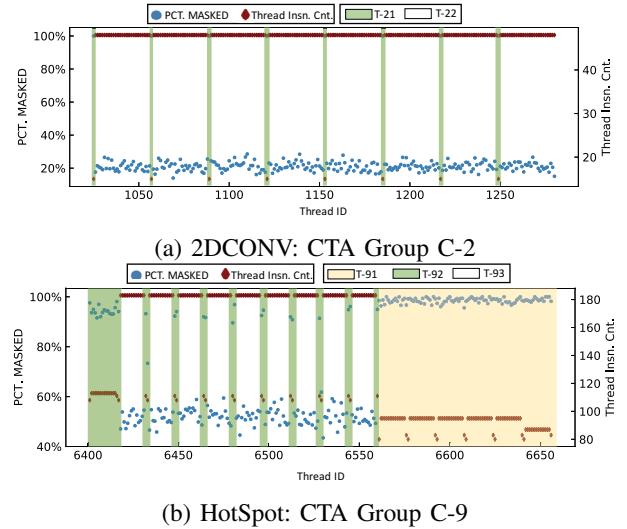 PCT. MASKED Thread Insn. Cnt. T-21 T-22
100%
80%
60%
40%
20%
PCT. MASKED
40
30
20
Thread Insn. Cnt.
1050 1100 1150 1200 1250
Thread ID
(a) 2DCONV: CTA Group C-2
PCT. MASKED Thread Insn. Cnt. T-91 T-92 T-93
100%
80%
60%
40%
PCT. MASKED
180
160
140
120
100
80
Thread Insn. Cnt.
6400 6450 6500 6550 6600 6650
Thread ID
(b) HotSpot: CTA Group C-9